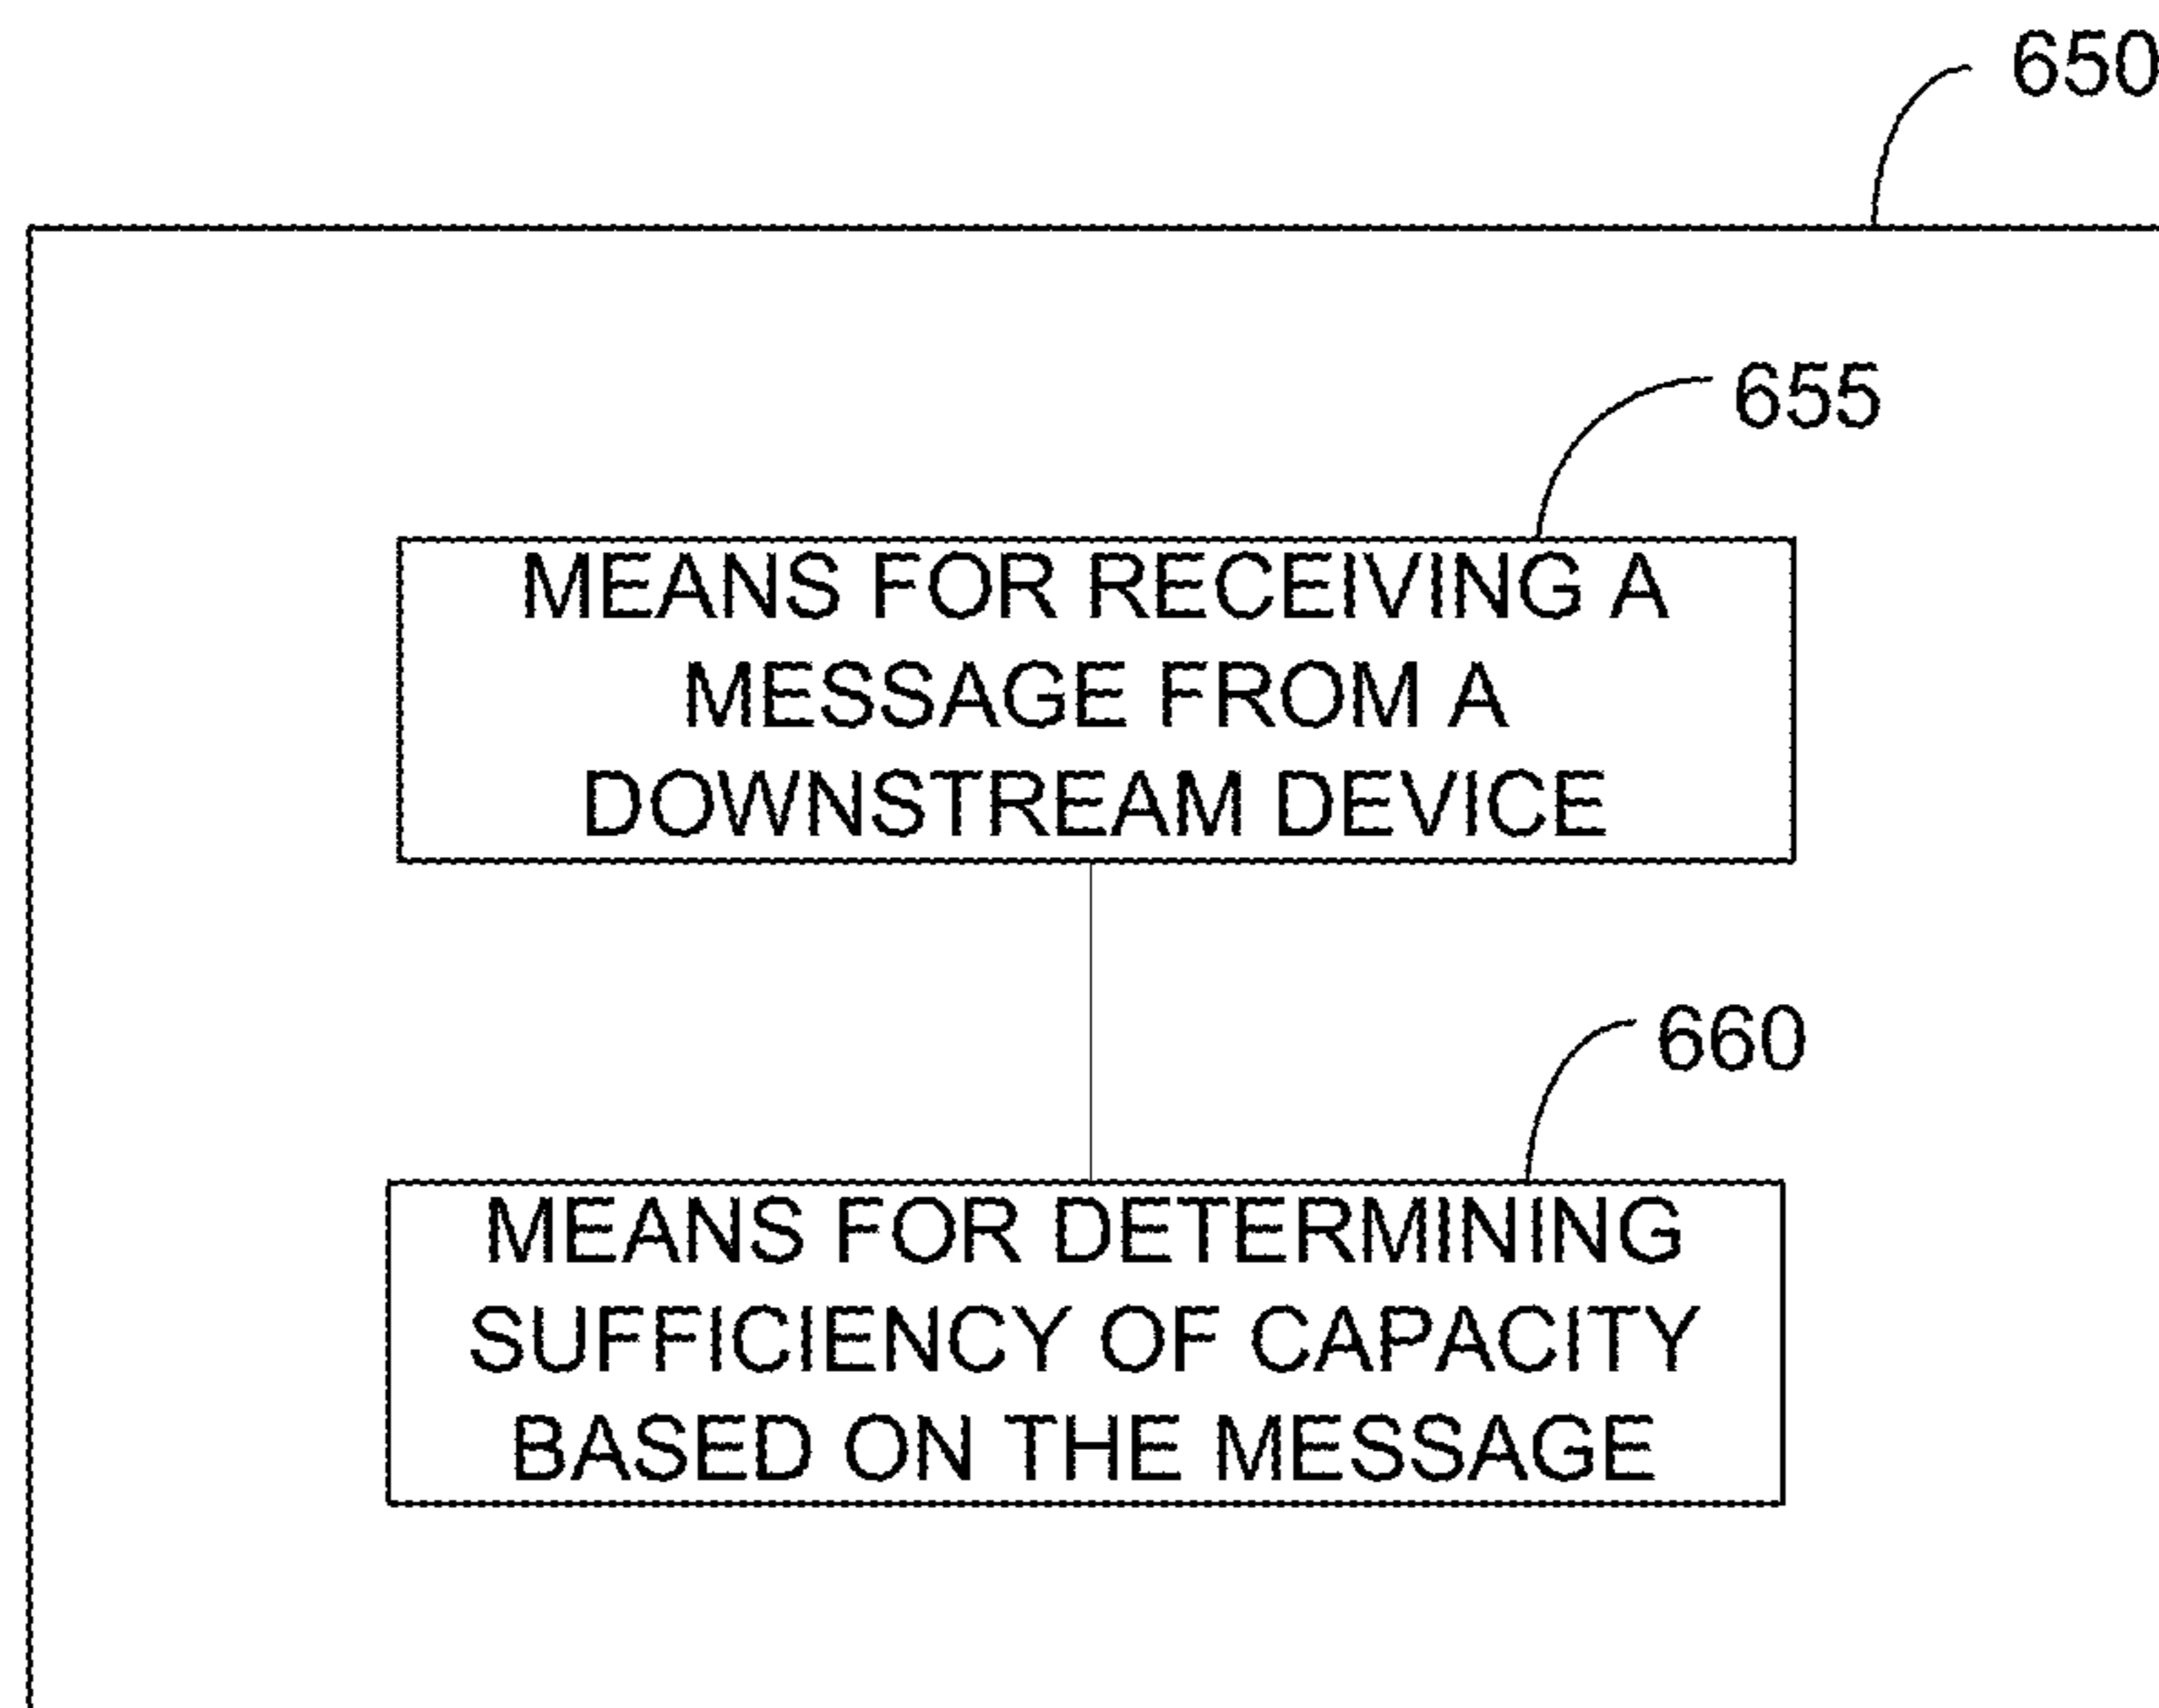 650
655
MEANS FOR RECEIVING A
MESSAGE FROM A
DOWNSTREAM DEVICE
660
MEANS FOR DETERMINING
SUFFICIENCY OF CAPACITY
BASED ON THE MESSAGE